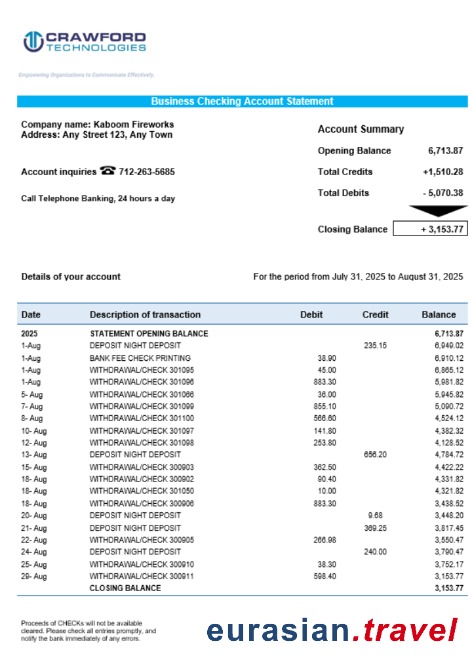 CRAWFORD
TECHNOLOGIES
Empowering Organizations to Communicate Effectively.
Business Checking Account Statement
Company name: Kaboom Fireworks
Address: Any Street 123, Any Town
Account inquiries ☎ 712-263-5685
Call Telephone Banking, 24 hours a day
Account Summary
Opening Balance 6,713.87
Total Credits +1,510.28
Total Debits - 5,070.38
Closing Balance + 3,153.77
Details of your account For the period from July 31, 2025 to August 31, 2025
Date Description of transaction Debit Credit Balance
2025 STATEMENT OPENING BALANCE 6,713.87
1-Aug DEPOSIT NIGHT DEPOSIT 235.15 6,949.02
1-Aug BANK FEE CHECK PRINTING 38.90 6,910.12
1-Aug WITHDRAWAL/CHECK 301095 45.00 6,865.12
1-Aug WITHDRAWAL/CHECK 301096 883.30 5,981.82
5- Aug WITHDRAWAL/CHECK 301066 36.00 5,945.82
7- Aug WITHDRAWAL/CHECK 301099 855.10 5,090.72
8- Aug WITHDRAWAL/CHECK 301100 566.60 4,524.12
10- Aug WITHDRAWAL/CHECK 301097 141.80 4,382.32
12- Aug WITHDRAWAL/CHECK 301098 253.80 4,128.52
13- Aug DEPOSIT NIGHT DEPOSIT 656.20 4,784.72
15- Aug WITHDRAWAL/CHECK 300903 362.50 4,422.22
18- Aug WITHDRAWAL/CHECK 300902 90.40 4,331.82
18- Aug WITHDRAWAL/CHECK 301050 10.00 4,321.82
18- Aug WITHDRAWAL/CHECK 300906 883.30 3,438.52
20- Aug DEPOSIT NIGHT DEPOSIT 9.68 3,448.20
21- Aug DEPOSIT NIGHT DEPOSIT 369.25 3,817.45
22- Aug WITHDRAWAL/CHECK 300905 266.98 3,550.47
24- Aug DEPOSIT NIGHT DEPOSIT 240.00 3,790.47
25- Aug WITHDRAWAL/CHECK 300910 38.30 3,752.17
29- Aug WITHDRAWAL/CHECK 300911 598.40 3,153.77
CLOSING BALANCE 3,153.77
Proceeds of CHECKs will not be available
cleared. Please check all entries promptly, and
notify the bank immediately of any errors.
eurasian.travel